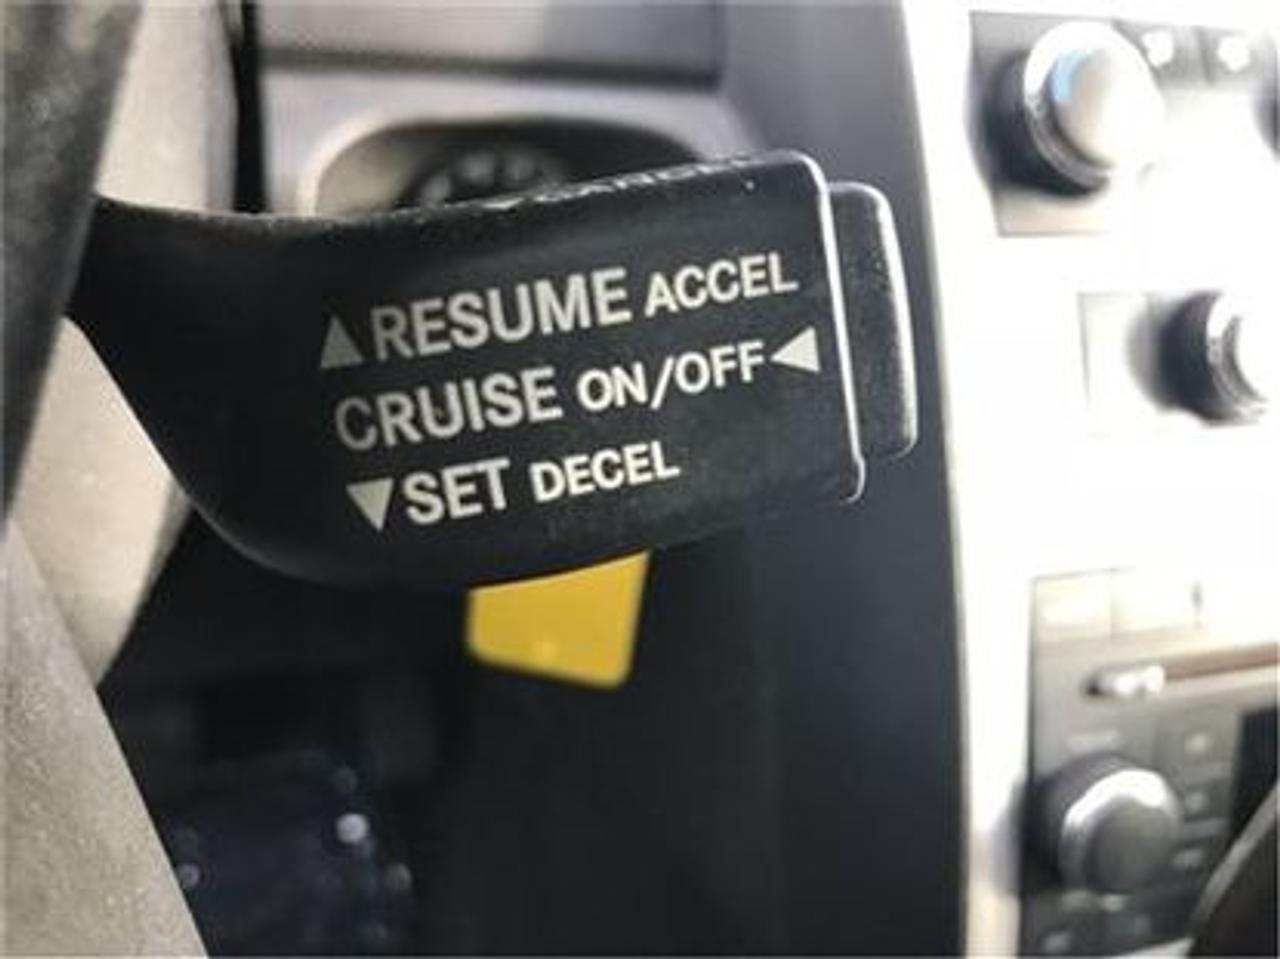 ▲RESUME ACCEL
CRUISE ON/OFF◀
▼SET DECEL